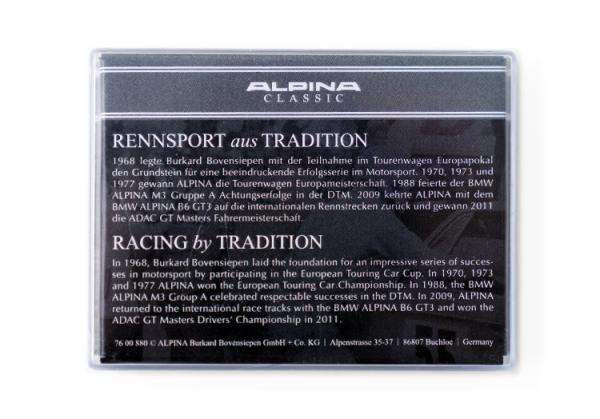 ALPINA
CLASSIC
RENNSPORT aus TRADITION
1968 legte Burkard Bovensiepen mit der Teilnahme im Tourenwagen Europapokal
den Grundstein für eine beeindruckende Erfolgsserie im Motorsport. 1970, 1973 und
1977 gewann ALPINA die Tourenwagen Europameisterschaft. 1988 feierte der BMW
ALPINA M3 Gruppe A Achtungserfolge in der DTM. 2009 kehrte ALPINA mit dem
BMW ALPINA B6 GT3 auf die internationalen Rennstrecken zurück und gewann 2011
die ADAC GT Masters Fahrermeisterschaft.
RACING by TRADITION
In 1968, Burkard Bovensiepen laid the foundation for an impressive series of succes-
ses in motorsport by participating in the European Touring Car Cup. In 1970, 1973
and 1977 ALPINA won the European Touring Car Championship. In 1988, the BMW
ALPINA M3 Group A celebrated respectable successes in the DTM. In 2009, ALPINA
returned to the international race tracks with the BMW ALPINA B6 GT3 and won the
ADAC GT Masters Drivers' Championship in 2011.
76 00 880 © ALPINA Burkard Bovensiepen GmbH + Co. KG | Alpenstrasse 35-37 | 86807 Buchloe | Germany